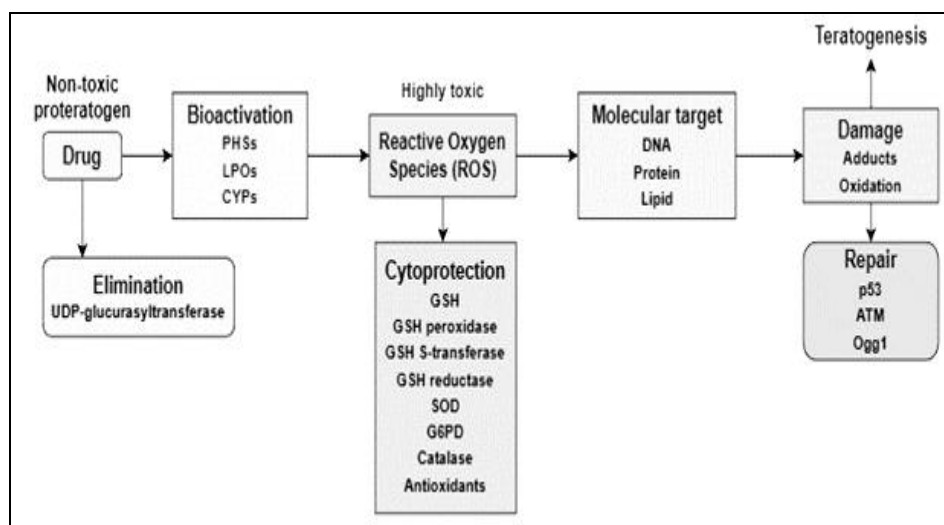 Teratogenesis
Non-toxic
proteratogen
Drug
Bioactivation
PHSs
LPOs
CYPs
Highly toxic
Reactive Oxygen
Species (ROS)
Molecular target
DNA
Protein
Lipid
Damage
Adducts
Oxidation
Elimination
UDP-glucurasyltransferase
Cytoprotection
GSH
GSH peroxidase
GSH S-transferase
GSH reductase
SOD
G6PD
Catalase
Antioxidants
Repair
p53
ATM
Ogg1